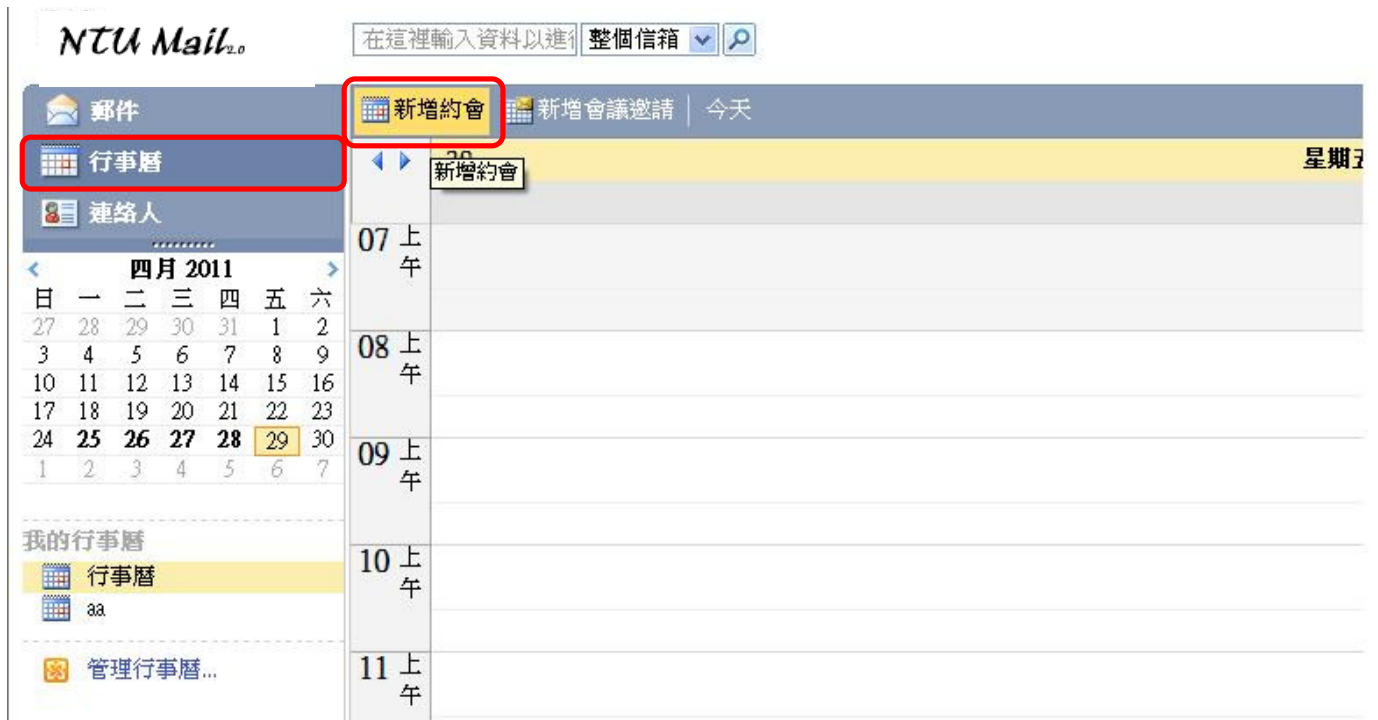 NTU Mail2.0
在這裡輸入資料以進行 整個信箱
郵件
行事曆
連絡人
四月 2011
日 一 二 三 四 五 六
27 28 29 30 31 1 2
3 4 5 6 7 8 9
10 11 12 13 14 15 16
17 18 19 20 21 22 23
24 25 26 27 28 29 30
1 2 3 4 5 6 7
我的行事曆
行事曆
aa
管理行事曆...
新增約會 新增會議邀請 今天
星期五
新增約會
07 上午
08 上午
09 上午
10 上午
11 上午